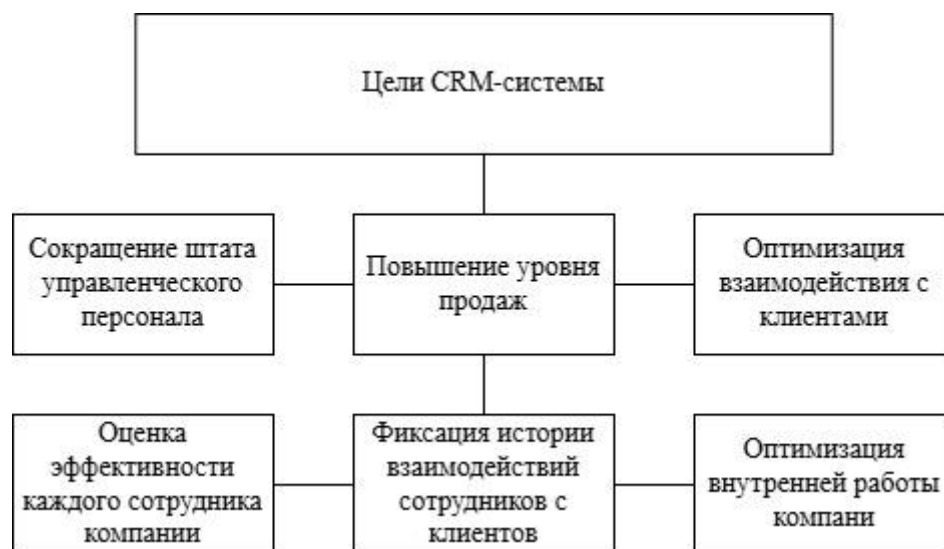 Цели CRM-системы
Сокращение штата
управленческого
персонала
Повышение уровня
продаж
Оптимизация
взаимодействия с
клиентами
Оценка
эффективности
каждого сотрудника
компании
Фиксация истории
взаимодействий
сотрудников с
клиентов
Оптимизация
внутренней работы
компани